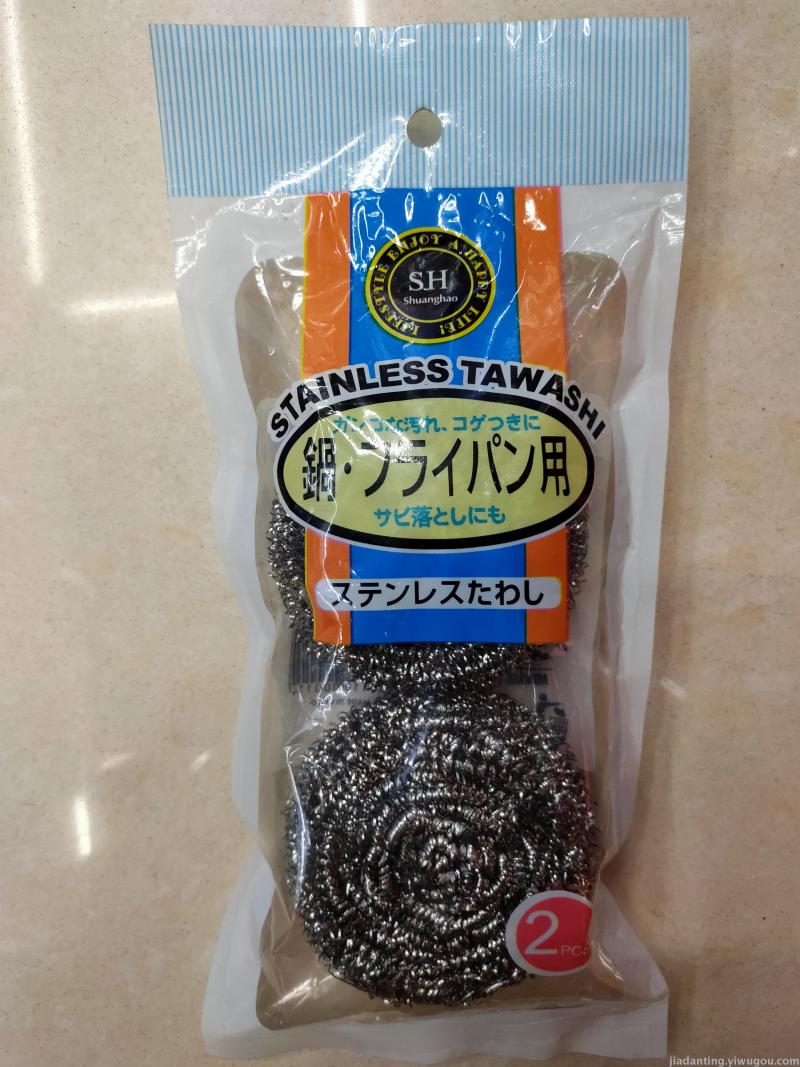 LIFESTYLE ENJOY A HAPPY LIFE!
S.H
Shuanghao
STAINLESS TAWASHI
ガンコな汚れ、コゲつきに
鍋・フライパン用
サビ落としにも
ステンレスたわし
2PCS
jiadanting.yiwugou.com